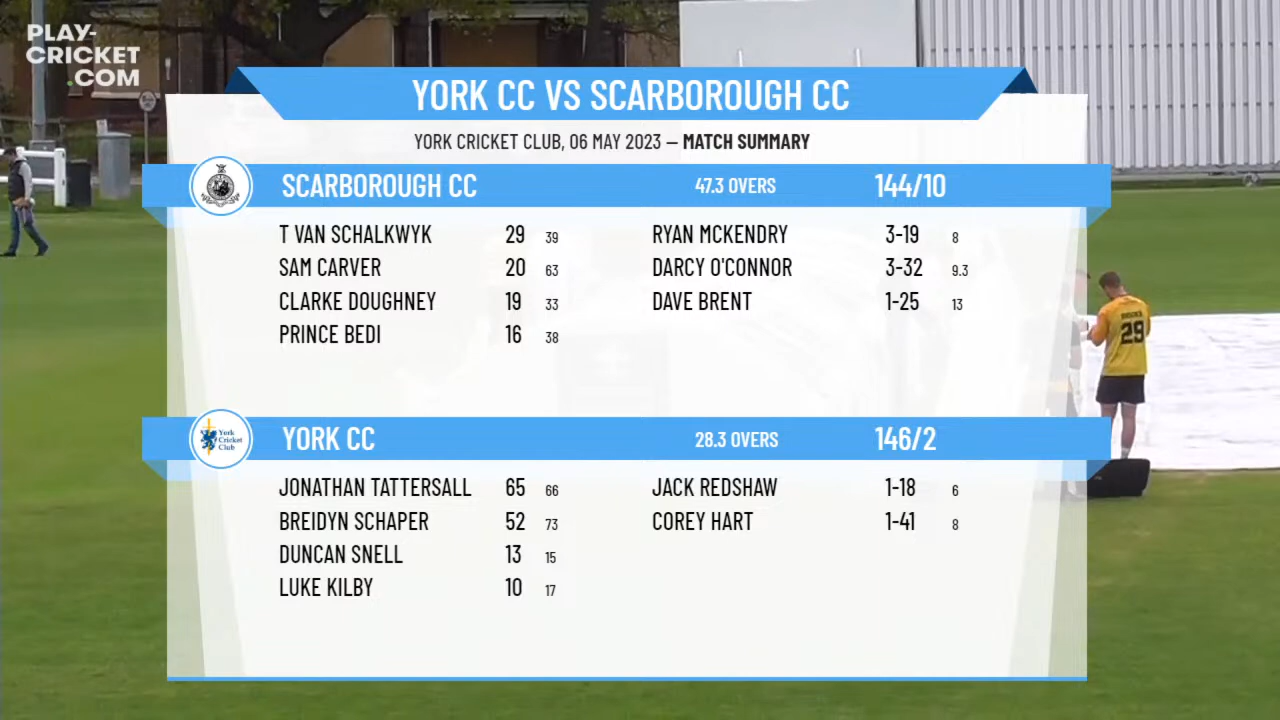 PLAY-
CRICKET
.COM
YORK CC VS SCARBOROUGH CC
YORK CRICKET CLUB, 06 MAY 2023 – MATCH SUMMARY
SCARBOROUGH CC 47.3 OVERS 144/10
T VAN SCHALKWYK 29 39 RYAN MCKENDRY 3-19 8
SAM CARVER 20 63 DARCY O'CONNOR 3-32 9.3
CLARKE DOUGHNEY 19 33 DAVE BRENT 1-25 13
PRINCE BEDI 16 38
29
York
Cricket
Club
YORK CC 28.3 OVERS 146/2
JONATHAN TATTERSALL 65 66 JACK REDSHAW 1-18 6
BREIDYN SCHAPER 52 73 COREY HART 1-41 8
DUNCAN SNELL 13 15
LUKE KILBY 10 17